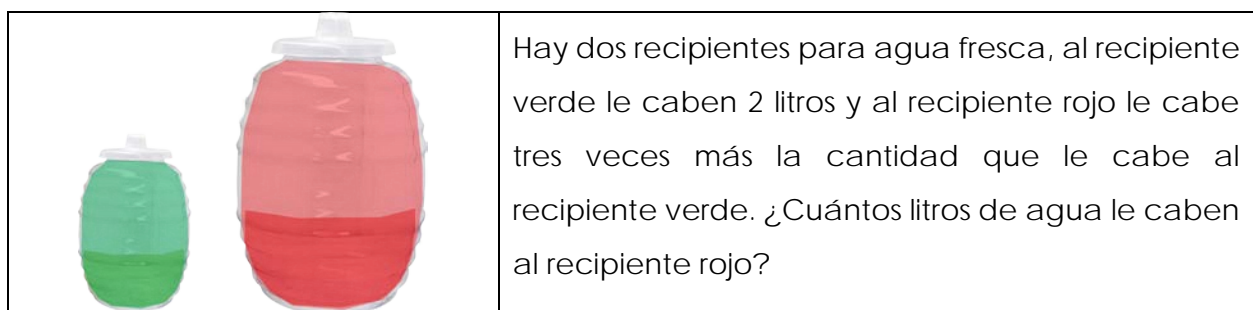 Hay dos recipientes para agua fresca, al recipiente
verde le caben 2 litros y al recipiente rojo le cabe
tres veces más la cantidad que le cabe al
recipiente verde. ¿Cuántos litros de agua le caben
al recipiente rojo?